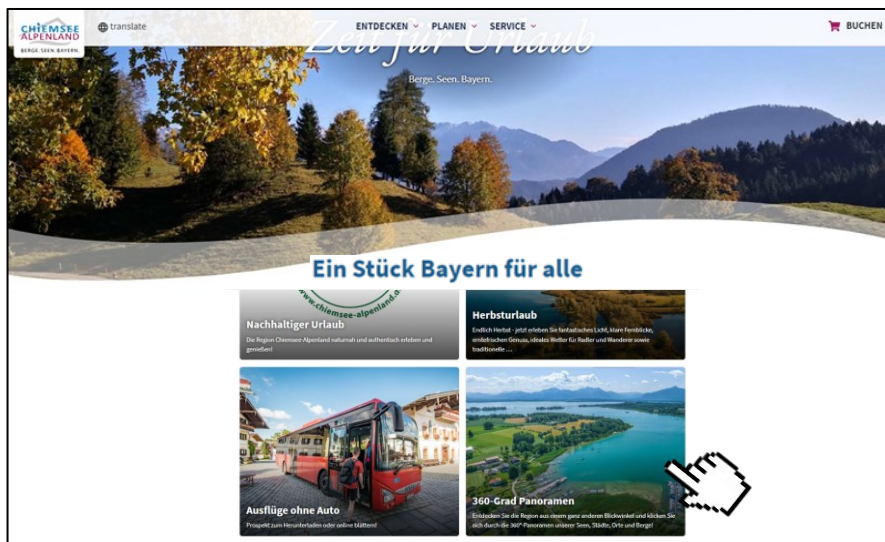 CHIEMSEE
ALPENLAND
BERGE. SEEN. BAYERN.
translate
ENTDECKEN PLANEN SERVICE
BUCHEN
Zeit für Urlaub
Berge. Seen. Bayern.
Ein Stück Bayern für alle
www.chiemsee-alpenland.d
Nachhaltiger Urlaub
Die Region Chiemsee-Alpenland naturnah und authentisch erleben und
genießen!
Herbsturlaub
Endlich Herbst - jetzt erleben Sie fantastisches Licht, klare Fernblicke,
erntefrischen Genuss, ideales Wetter für Radler und Wanderer sowie
traditionelle ....
Ausflüge ohne Auto
Prospekt zum Herunterladen oder online blättern!
360-Grad Panoramen
Entdecken Sie die Region aus einem ganz anderen Blickwinkel und klicken Sie
sich durch die 360°-Panoramen unserer Seen, Städte, Orte und Berge!